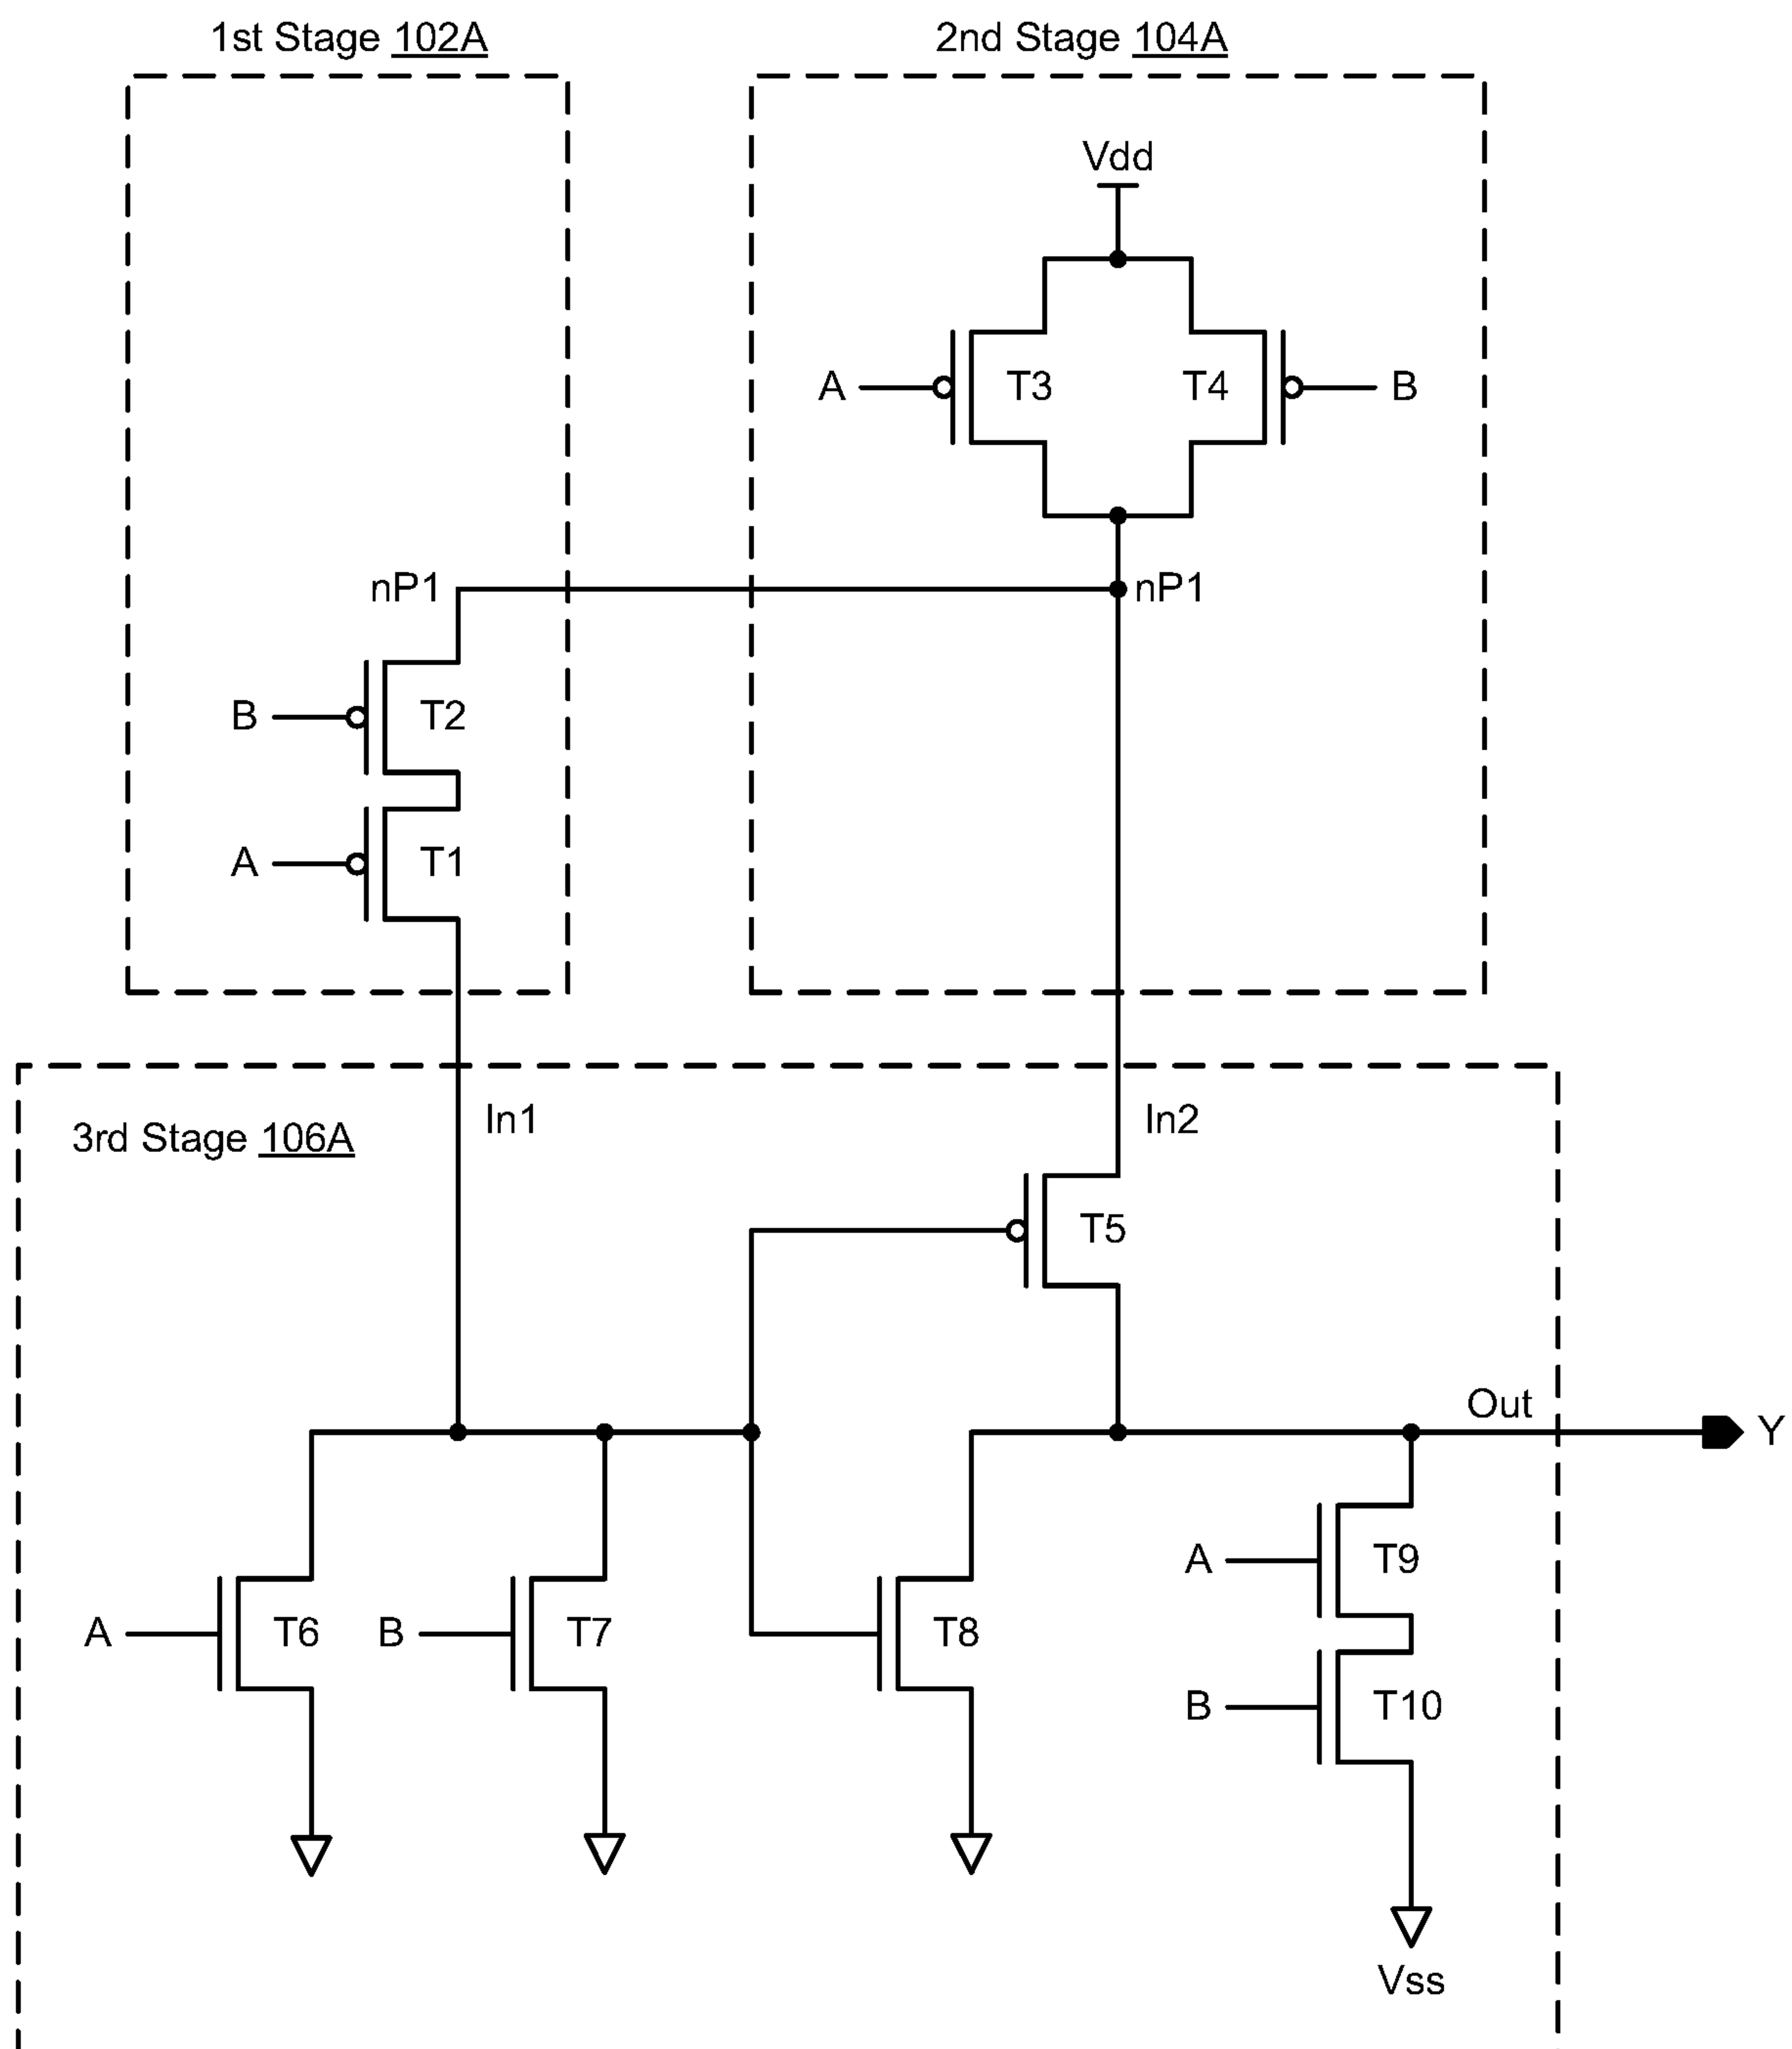 1st Stage 102A
2nd Stage 104A
Vdd
A
T3
T4
B
nP1
nP1
B
T2
A
T1
3rd Stage 106A
In1
In2
T5
Out
Y
A
T6
B
T7
T8
A
T9
B
T10
Vss